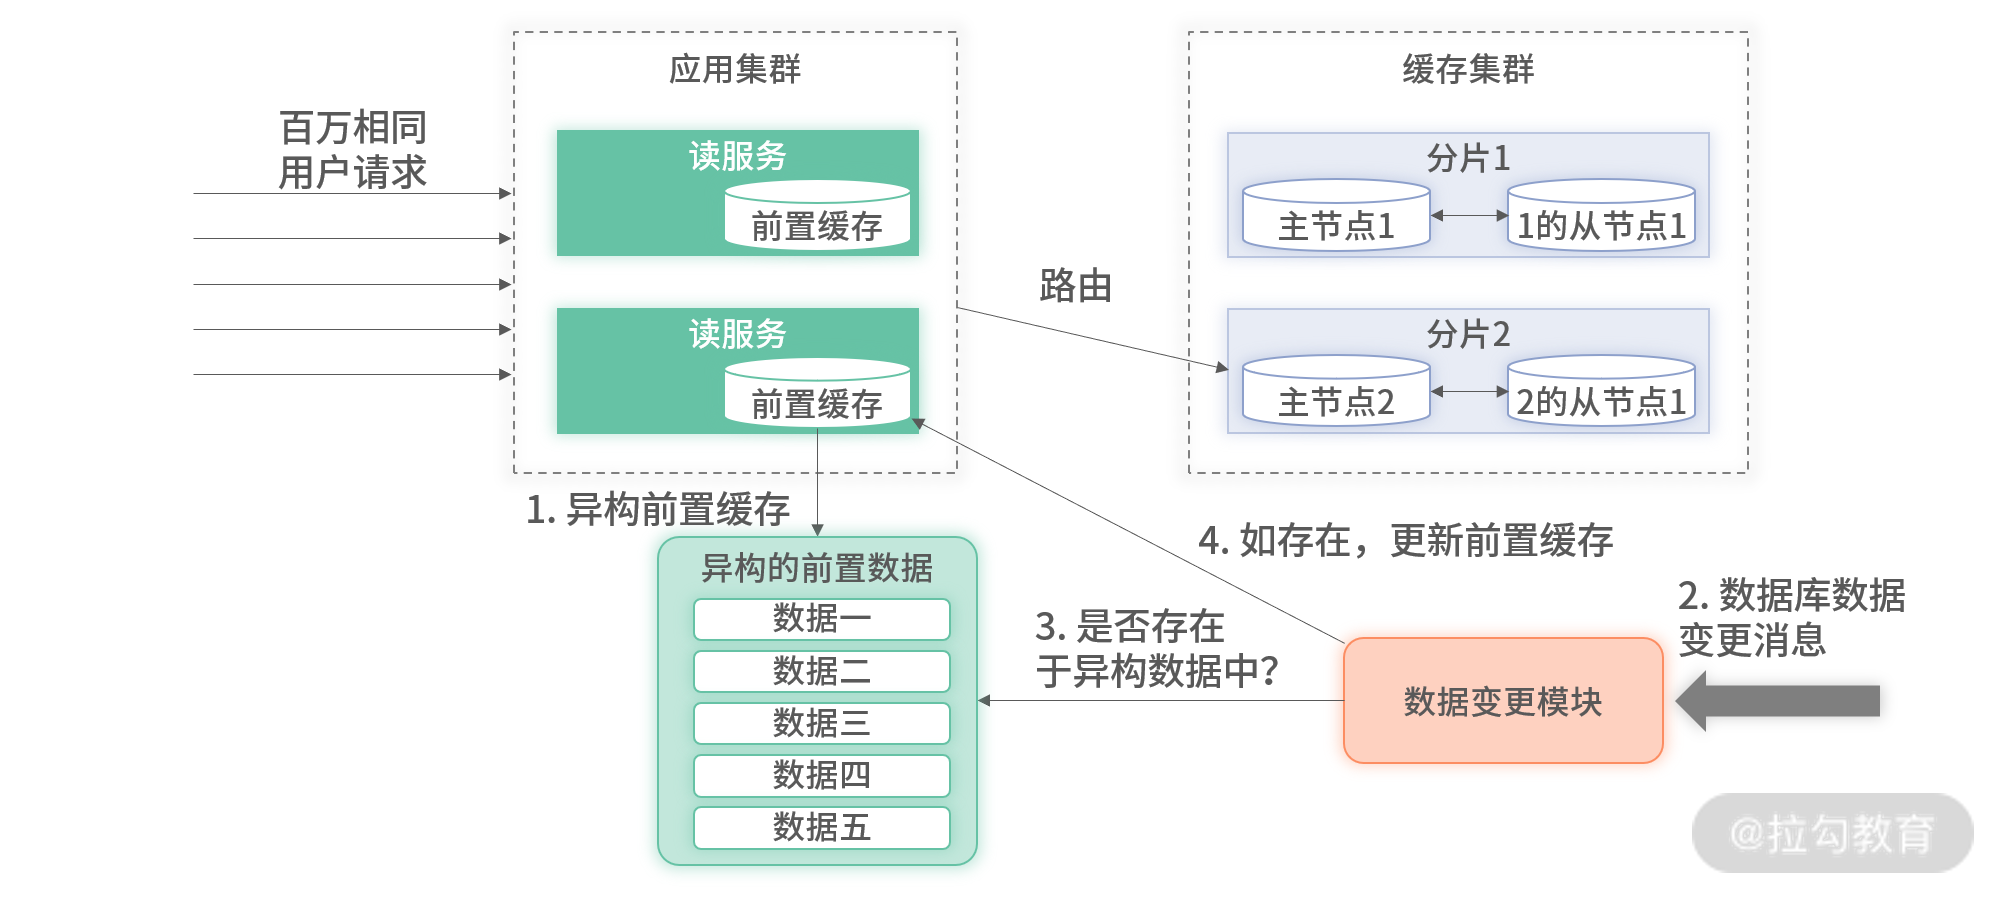 应用集群
缓存集群
百万相同
用户请求
读服务
前置缓存
分片1
主节点1
1的从节点1
路由
读服务
前置缓存
分片2
主节点2
2的从节点1
1. 异构前置缓存
4. 如存在，更新前置缓存
异构的前置数据
数据一
数据二
数据三
数据四
数据五
3. 是否存在
于异构数据中？
2. 数据库数据
变更消息
数据变更模块
@拉勾教育